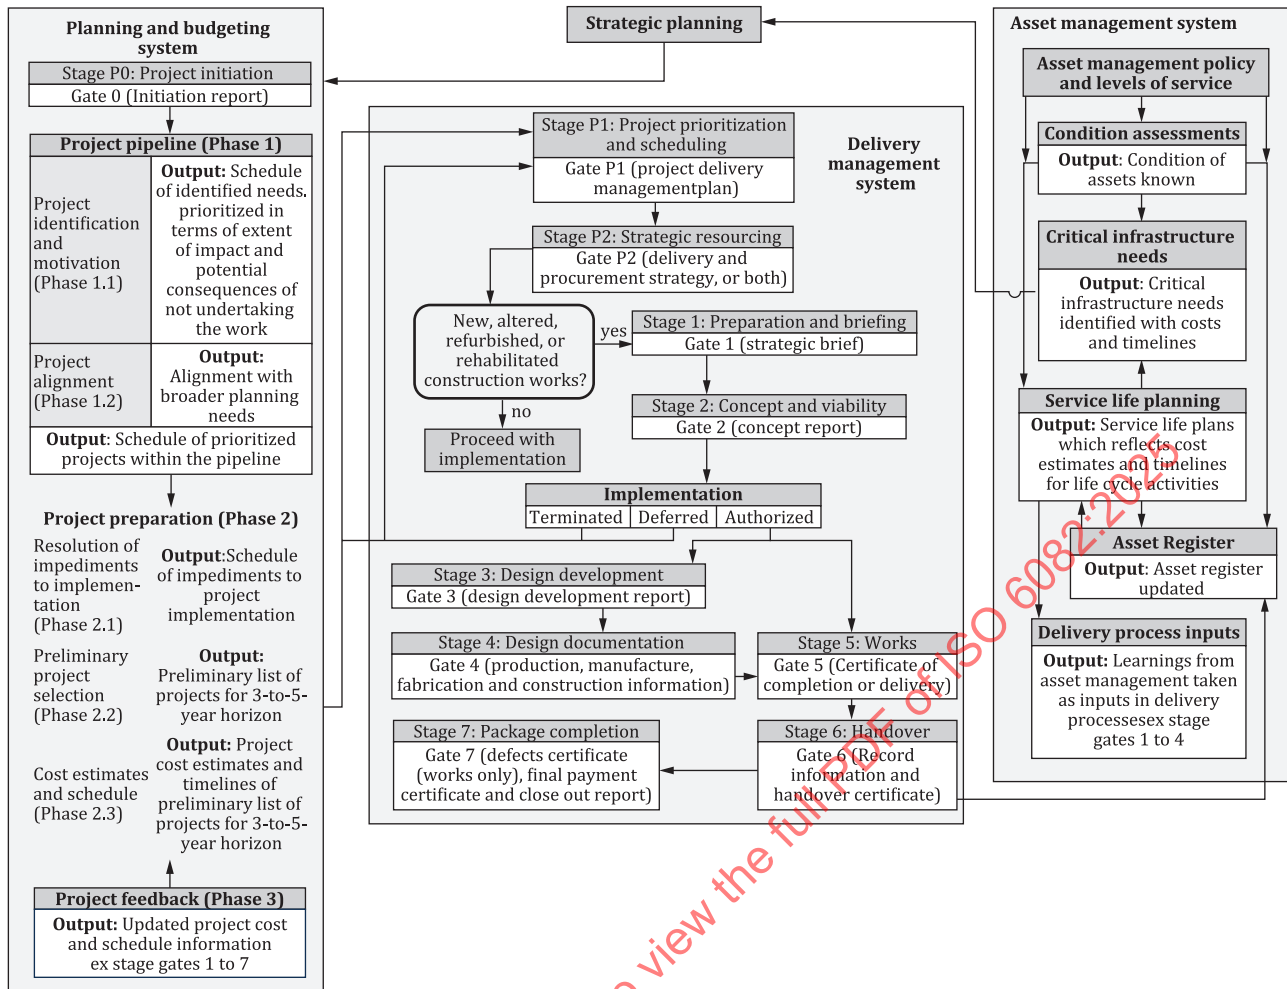 Planning and budgeting
system
Stage P0: Project initiation
Gate 0 (Initiation report)
Project pipeline (Phase 1)
Project
identification
and
motivation
(Phase 1.1)
Output: Schedule
of identified needs.
prioritized in
terms of extent
of impact and
potential
consequences of
not undertaking
the work
Project
alignment
(Phase 1.2)
Output:
Alignment with
broader planning
needs
Output: Schedule of prioritized
projects within the pipeline
Project preparation (Phase 2)
Resolution of
impediments
to implemen-
tation
(Phase 2.1)
Output:Schedule
of impediments to
project
implementation
Preliminary
project
selection
(Phase 2.2)
Output:
Preliminary list of
projects for 3-to-5-
year horizon
Cost estimates
and schedule
(Phase 2.3)
Output: Project
cost estimates and
timelines of
preliminary list of
projects for 3-to-5-
year horizon
Project feedback (Phase 3)
Output: Updated project cost
and schedule information
ex stage gates 1 to 7
Strategic planning
Delivery
management
system
Stage P1: Project prioritization
and scheduling
Gate P1 (project delivery
managementplan)
Stage P2: Strategic resourcing
Gate P2 (delivery and
procurement strategy, or both)
New, altered,
refurbished, or
rehabilitated
construction works?
yes
no
Proceed with
implementation
Stage 1: Preparation and briefing
Gate 1 (strategic brief)
Stage 2: Concept and viability
Gate 2 (concept report)
Implementation
Terminated Deferred Authorized
Stage 3: Design development
Gate 3 (design development report)
Stage 4: Design documentation
Gate 4 (production, manufacture,
fabrication and construction information)
Stage 5: Works
Gate 5 (Certificate of
completion or delivery)
Stage 7: Package completion
Gate 7 (defects certificate
(works only), final payment
certificate and close out report)
Stage 6: Handover
Gate 6 (Record
information and
handover certificate)
Asset management system
Asset management policy
and levels of service
Condition assessments
Output: Condition of
assets known
Critical infrastructure
needs
Output: Critical
infrastructure needs
identified with costs
and timelines
Service life planning
Output: Service life plans
which reflects cost
estimates and timelines
for life cycle activities
Asset Register
Output: Asset register
updated
Delivery process inputs
Output: Learnings from
asset management taken
as inputs in delivery
processesex stage
gates 1 to 4
view the full PDF of ISO 6082:2025